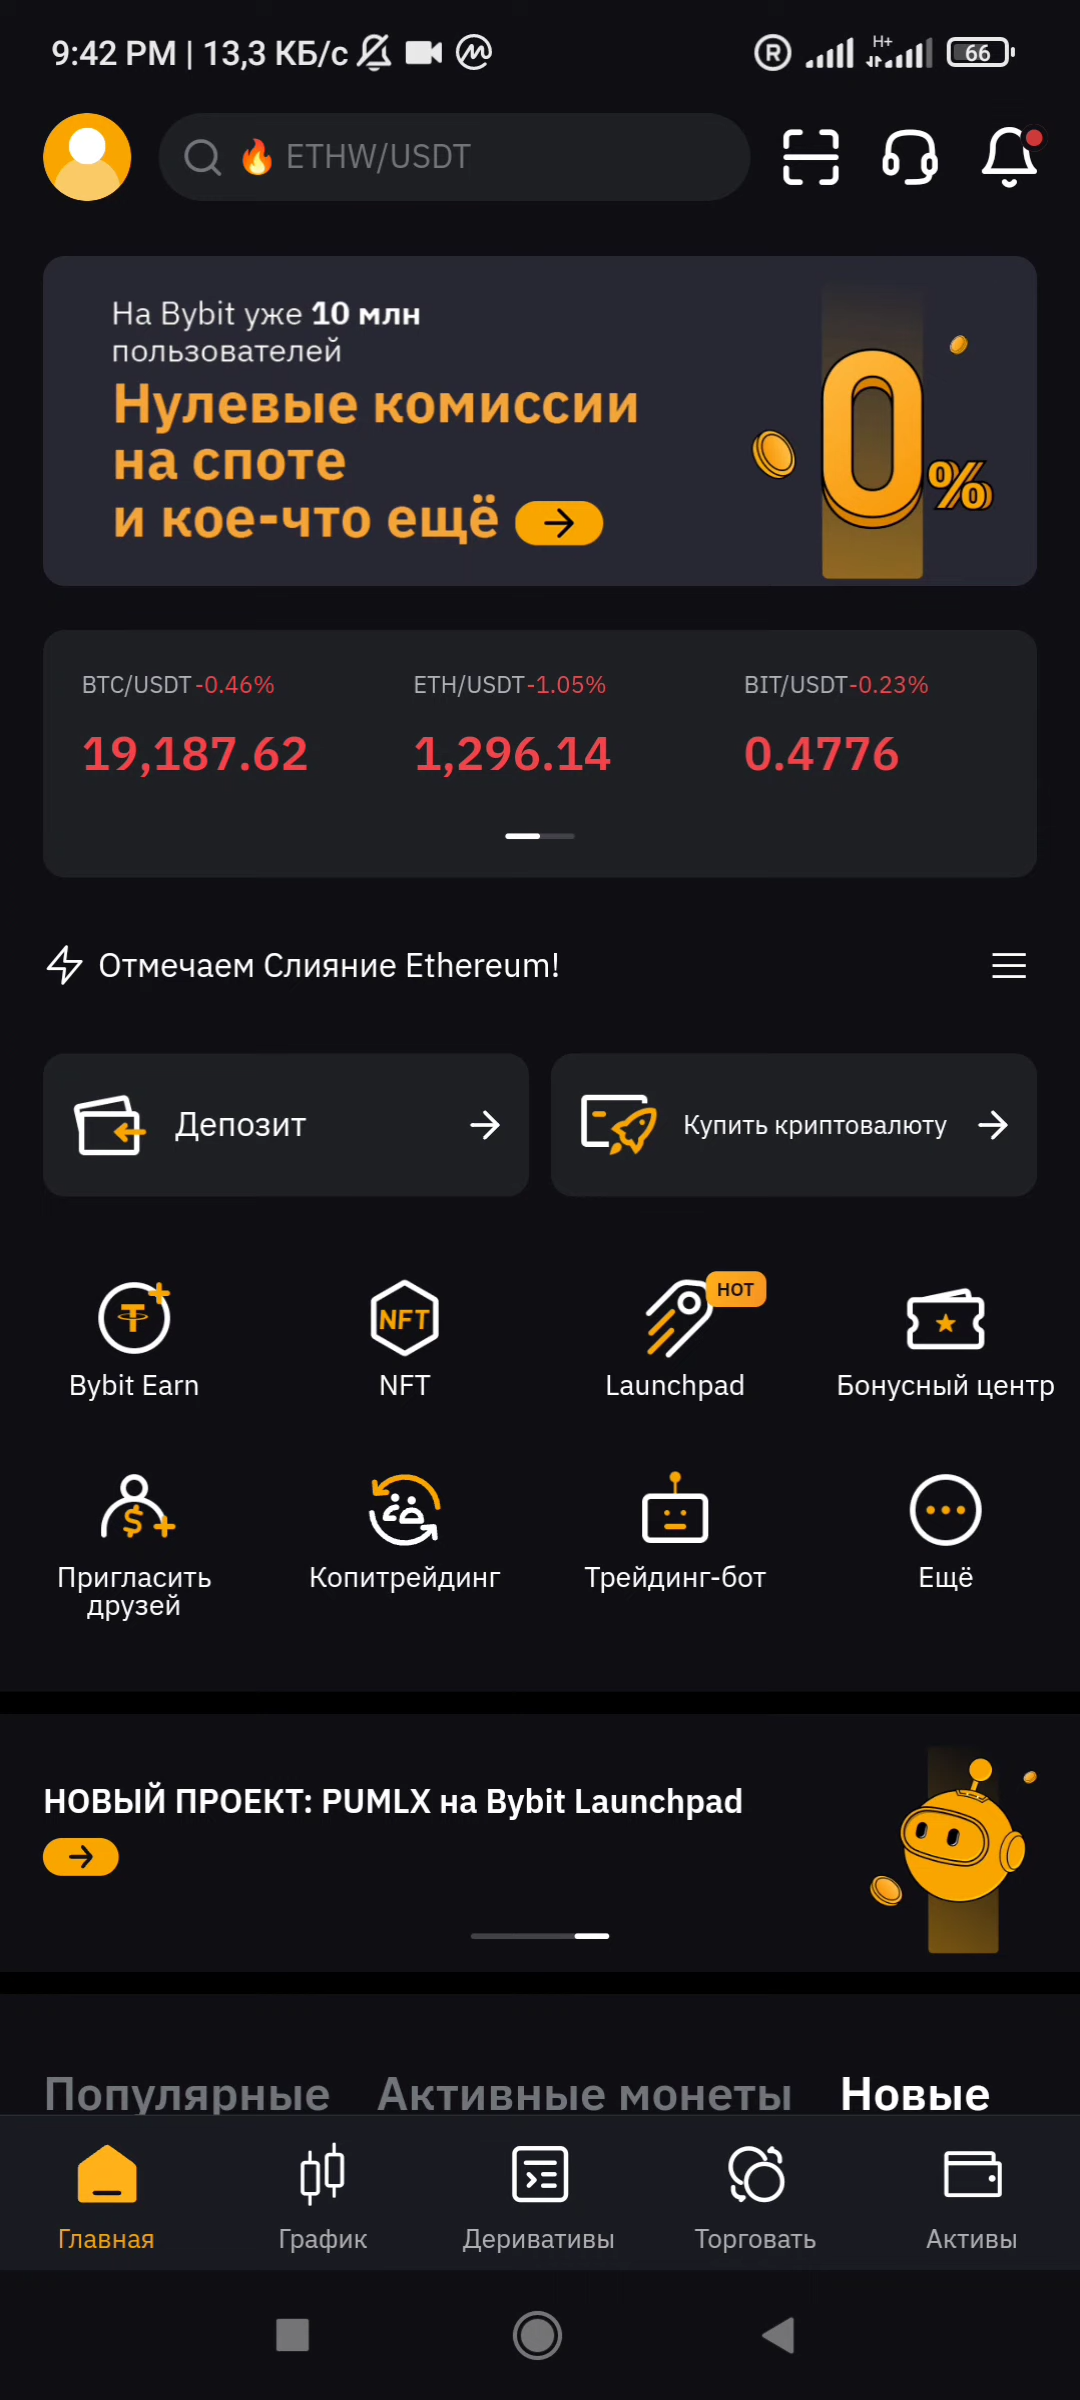 9:42 PM | 13,3 КБ/с
R
H+
66
🔥 ETHW/USDT
На Bybit уже 10 млн
пользователей
Нулевые комиссии
на споте
и кое-что ещё
0%
BTC/USDT -0.46%
ETH/USDT -1.05%
BIT/USDT -0.23%
19,187.62
1,296.14
0.4776
Отмечаем Слияние Ethereum!
Депозит
Купить криптовалюту
NFT
HOT
Bybit Earn
NFT
Launchpad
Бонусный центр
$
Пригласить
друзей
Копитрейдинг
Трейдинг-бот
Ещё
НОВЫЙ ПРОЕКТ: PUMLX на Bybit Launchpad
Популярные
Активные монеты
Новые
Главная
График
Деривативы
Торговать
Активы